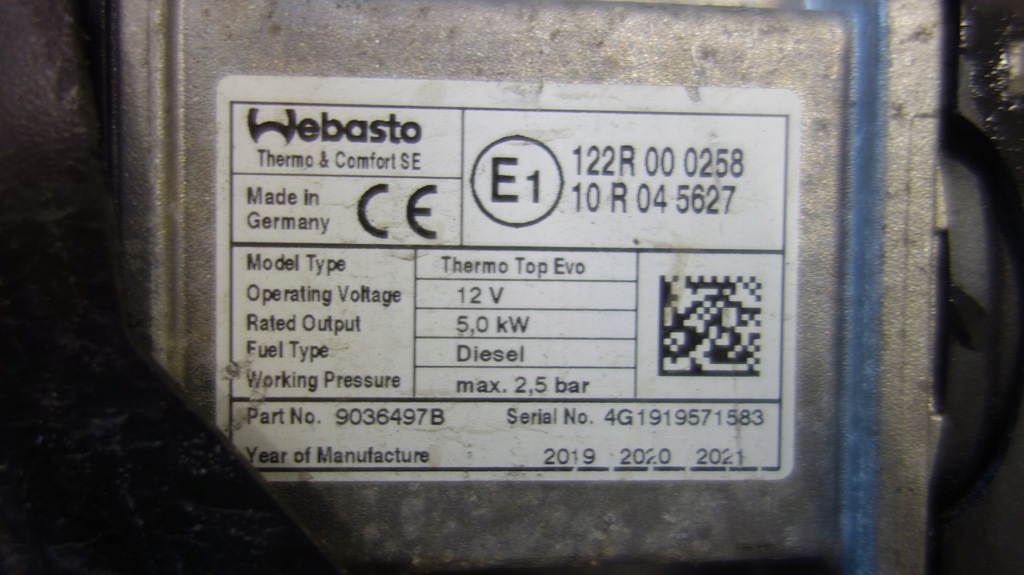 Webasto
Thermo & Comfort SE
Made in
Germany
CE
E1
122R 00 0258
10 R 04 5627
Model Type Thermo Top Evo
Operating Voltage 12 V
Rated Output 5,0 kW
Fuel Type Diesel
Working Pressure max. 2,5 bar
Part No. 9036497B Serial No. 4G1919571583
Year of Manufacture 2019 2020 2021